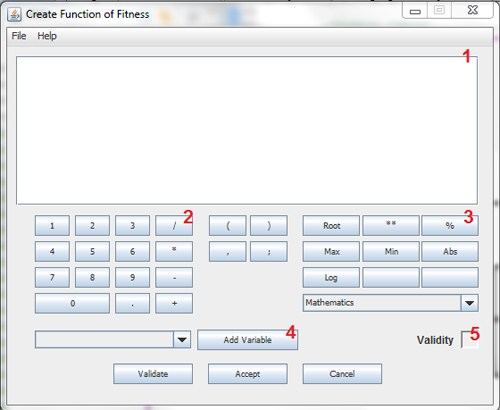 Create Function of Fitness
File Help
1
2 3
1 2 3 / ( ) Root ** %
4 5 6 * , ; Max Min Abs
7 8 9 - Log
0 . + Mathematics
4 5
Add Variable Validity
Validate Accept Cancel